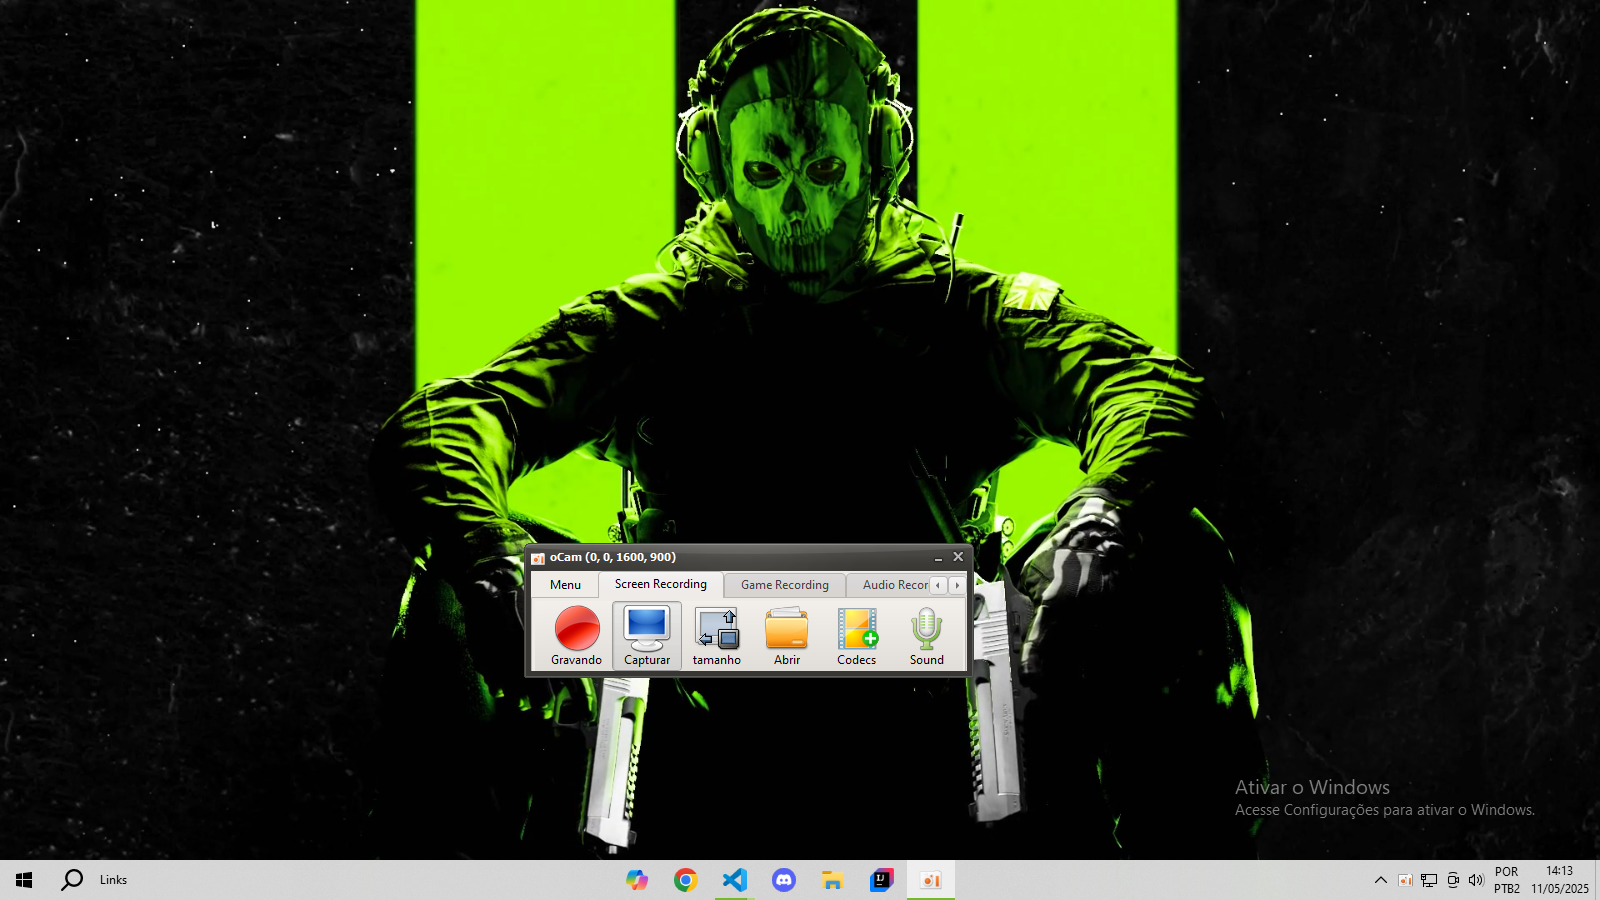 oCam (0, 0, 1600, 900)
Menu
Screen Recording
Game Recording
Audio Recor
Gravando
Capturar
tamanho
Abrir
Codecs
Sound
Ativar o Windows
Acesse Configurações para ativar o Windows.
Links
POR
PTB2
14:13
11/05/2025